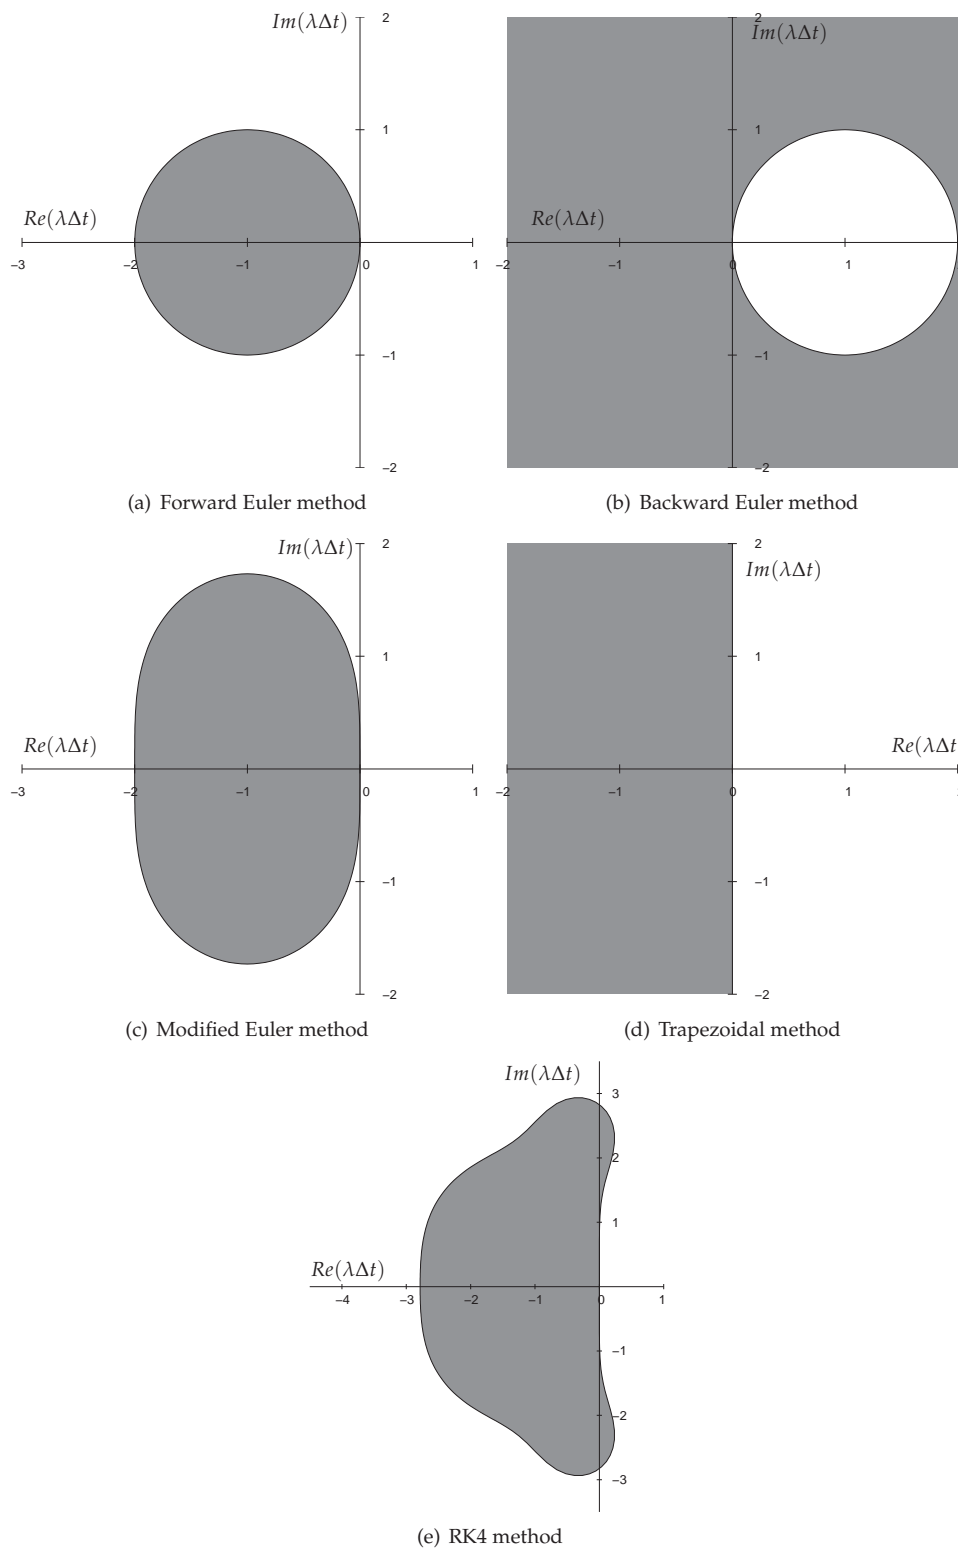 Im(λΔt) 2
1
Re(λΔt)
−3 −2 −1 0 1
−1
−2
(a) Forward Euler method
2
Im(λΔt)
1
Re(λΔt)
−2 −1 0 1
−1
−2
(b) Backward Euler method
Im(λΔt) 2
1
Re(λΔt)
−3 −2 −1 0 1
−1
−2
(c) Modified Euler method
2
Im(λΔt)
1
Re(λΔt
−2 −1 0 1
−1
−2
(d) Trapezoidal method
Im(λΔt) 3
2
1
Re(λΔt)
−4 −3 −2 −1 0 1
−1
−2
−3
(e) RK4 method